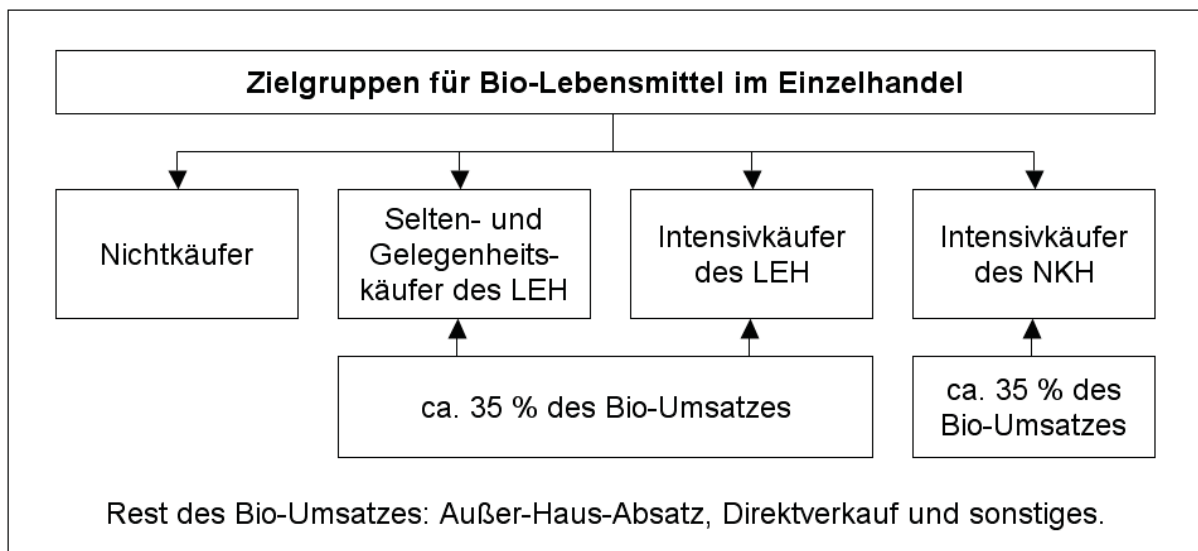 Zielgruppen für Bio-Lebensmittel im Einzelhandel
Nichtkäufer
Selten- und
Gelegenheits-
käufer des LEH
Intensivkäufer
des LEH
Intensivkäufer
des NKH
ca. 35 % des Bio-Umsatzes
ca. 35 % des
Bio-Umsatzes
Rest des Bio-Umsatzes: Außer-Haus-Absatz, Direktverkauf und sonstiges.